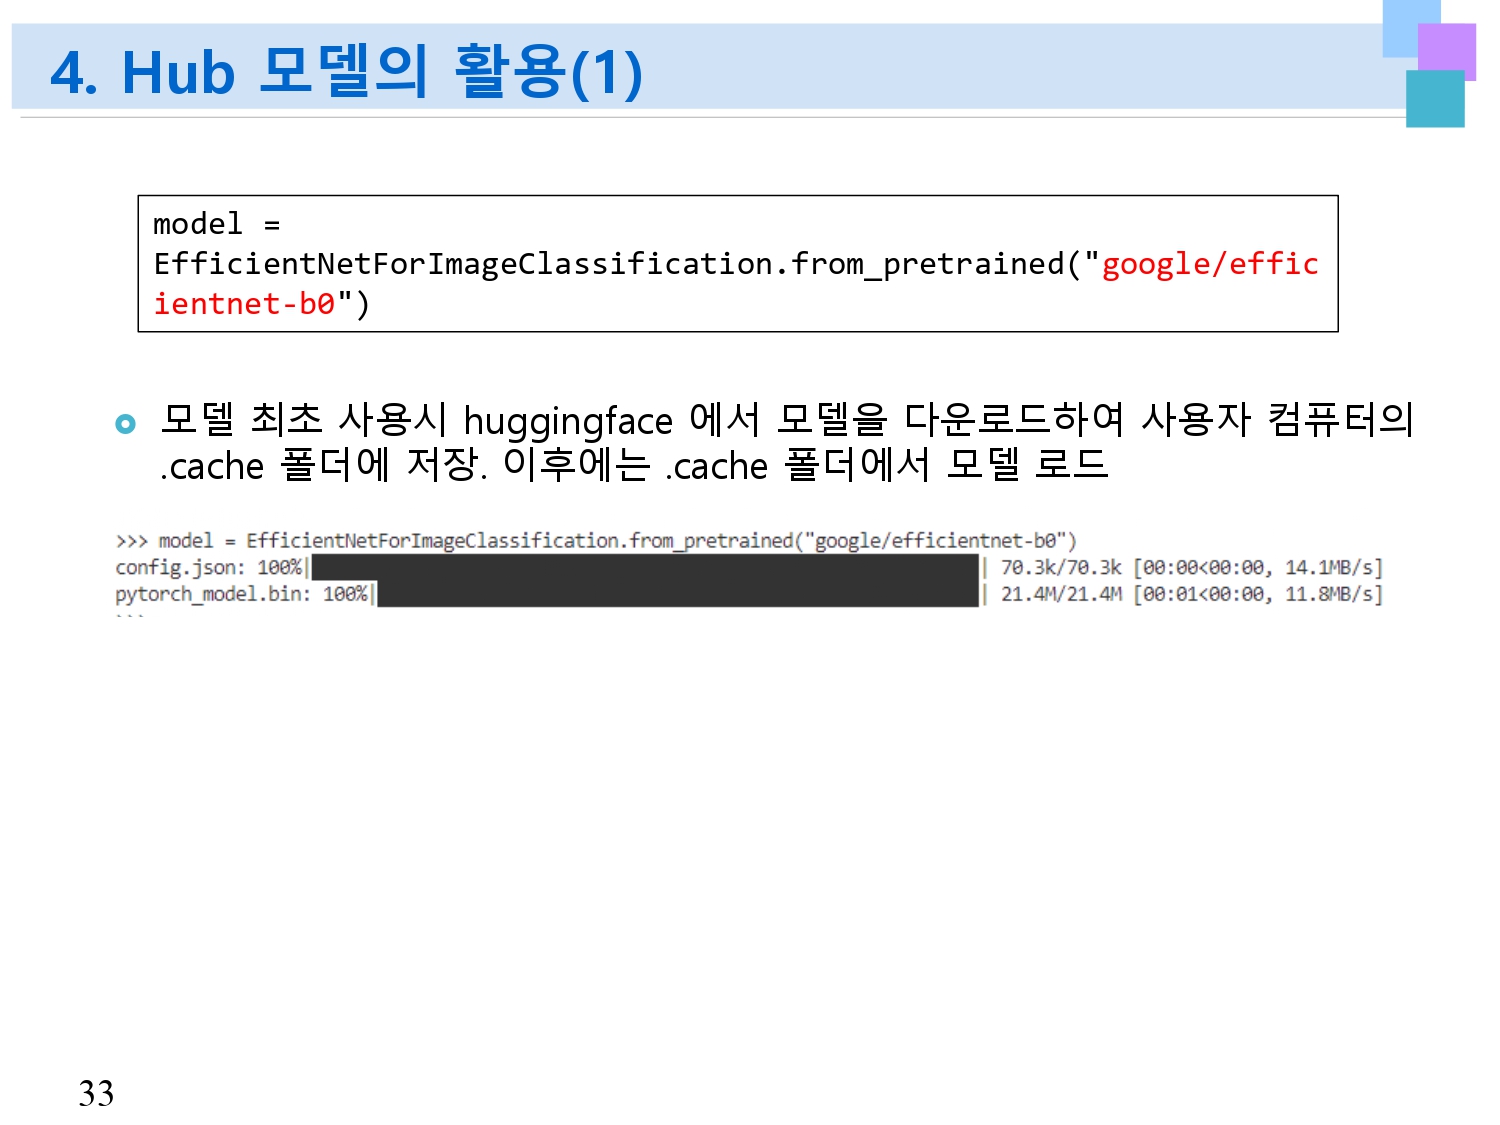 4. Hub 모델의 활용(1)
model =
EfficientNetForImageClassification.from_pretrained("google/effic
ientnet-b0")
모델 최초 사용시 huggingface 에서 모델을 다운로드하여 사용자 컴퓨터의
.cache 폴더에 저장. 이후에는 .cache 폴더에서 모델 로드
>>> model = EfficientNetForImageClassification.from_pretrained("google/efficientnet-b0")
config.json: 100%| | 70.3k/70.3k [00:00<00:00, 14.1MB/s]
pytorch_model.bin: 100%| | 21.4M/21.4M [00:01<00:00, 11.8MB/s]
33